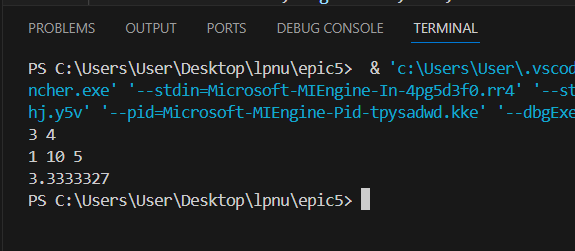 PROBLEMS OUTPUT PORTS DEBUG CONSOLE TERMINAL
PS C:\Users\User\Desktop\lpnu\epic5>  & 'c:\Users\User\.vscod
ncher.exe' '--stdin=Microsoft-MIEngine-In-4pg5d3f0.rr4' '--st
hj.y5v' '--pid=Microsoft-MIEngine-Pid-tpysadwd.kke' '--dbgExe
3 4
1 10 5
3.3333327
PS C:\Users\User\Desktop\lpnu\epic5>